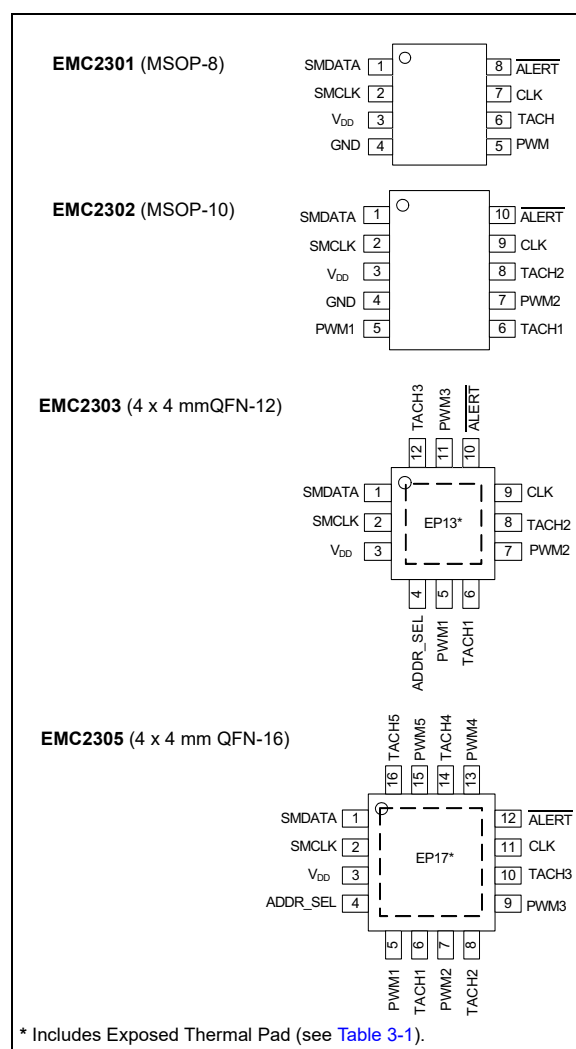 EMC2301 (MSOP-8)
SMDATA 1
SMCLK 2
VDD 3
GND 4
8 ALERT
7 CLK
6 TACH
5 PWM
EMC2302 (MSOP-10)
SMDATA 1
SMCLK 2
VDD 3
GND 4
PWM1 5
10 ALERT
9 CLK
8 TACH2
7 PWM2
6 TACH1
EMC2303 (4 x 4 mmQFN-12)
TACH3 12
PWM3 11
ALERT 10
SMDATA 1
SMCLK 2
VDD 3
EP13*
9 CLK
8 TACH2
7 PWM2
4 ADDR_SEL
5 PWM1
6 TACH1
EMC2305 (4 x 4 mm QFN-16)
TACH5 16
PWM5 15
TACH4 14
PWM4 13
SMDATA 1
SMCLK 2
VDD 3
ADDR_SEL 4
EP17*
12 ALERT
11 CLK
10 TACH3
9 PWM3
5 PWM1
6 TACH1
7 PWM2
8 TACH2
* Includes Exposed Thermal Pad (see Table 3-1).